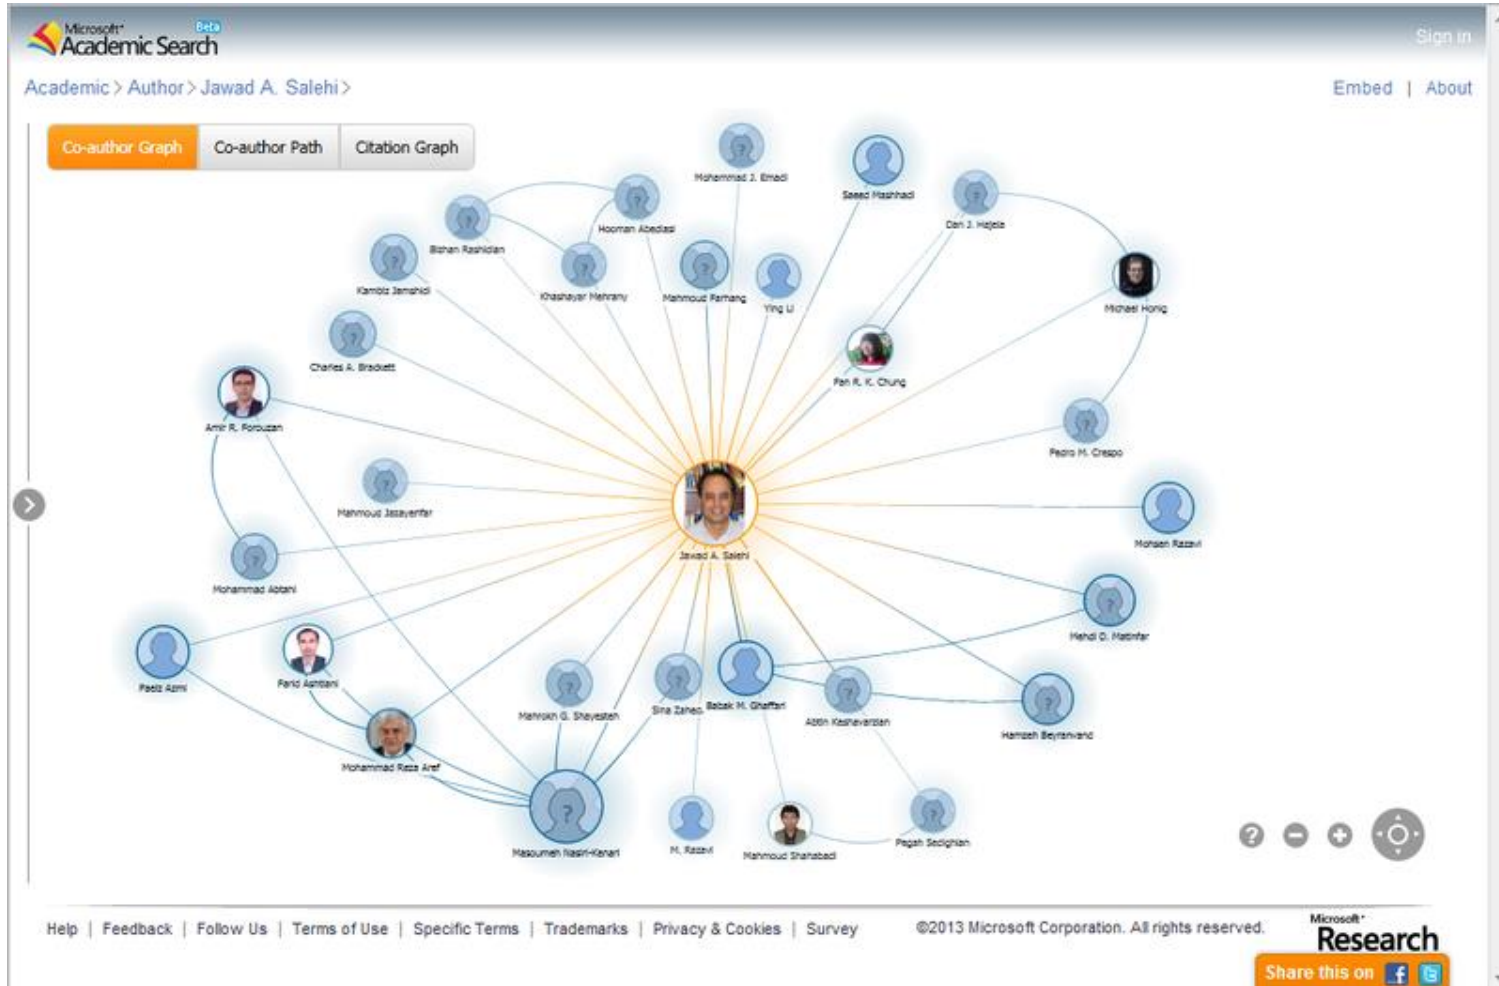 Microsoft
Beta
Academic Search
Sign in
Academic > Author > Jawad A. Salehi >
Embed | About
Co-author Graph
Co-author Path
Citation Graph
Mohammad J. Emadi
Saeed Mashhadi
Dan J. Hajela
Hooman Abediasl
Bizhan Rashidian
Kambiz Jamshidi
Khashayar Mehrany
Mahmoud Farhang
Ying Li
Michael Honig
Charles A. Brackett
Fan R. K. Chung
Amir R. Forouzan
Pedro M. Crespo
Mahmoud Jazayerifar
Mohsen Razavi
Jawad A. Salehi
Mohammad Abtahi
Mehdi D. Matinfar
Paeiz Azmi
Farid Ashtiani
Mahrokh G. Shayesteh
Sina Zahed
Babak M. Ghaffari
Abtin Keshavarzian
Hamzeh Beyranvand
Mohammad Reza Aref
Masoumeh Nasiri-Kenari
M. Razavi
Mahmoud Shahabadi
Pegah Sedighian
Help | Feedback | Follow Us | Terms of Use | Specific Terms | Trademarks | Privacy & Cookies | Survey
©2013 Microsoft Corporation. All rights reserved.
Microsoft
Research
Share this on